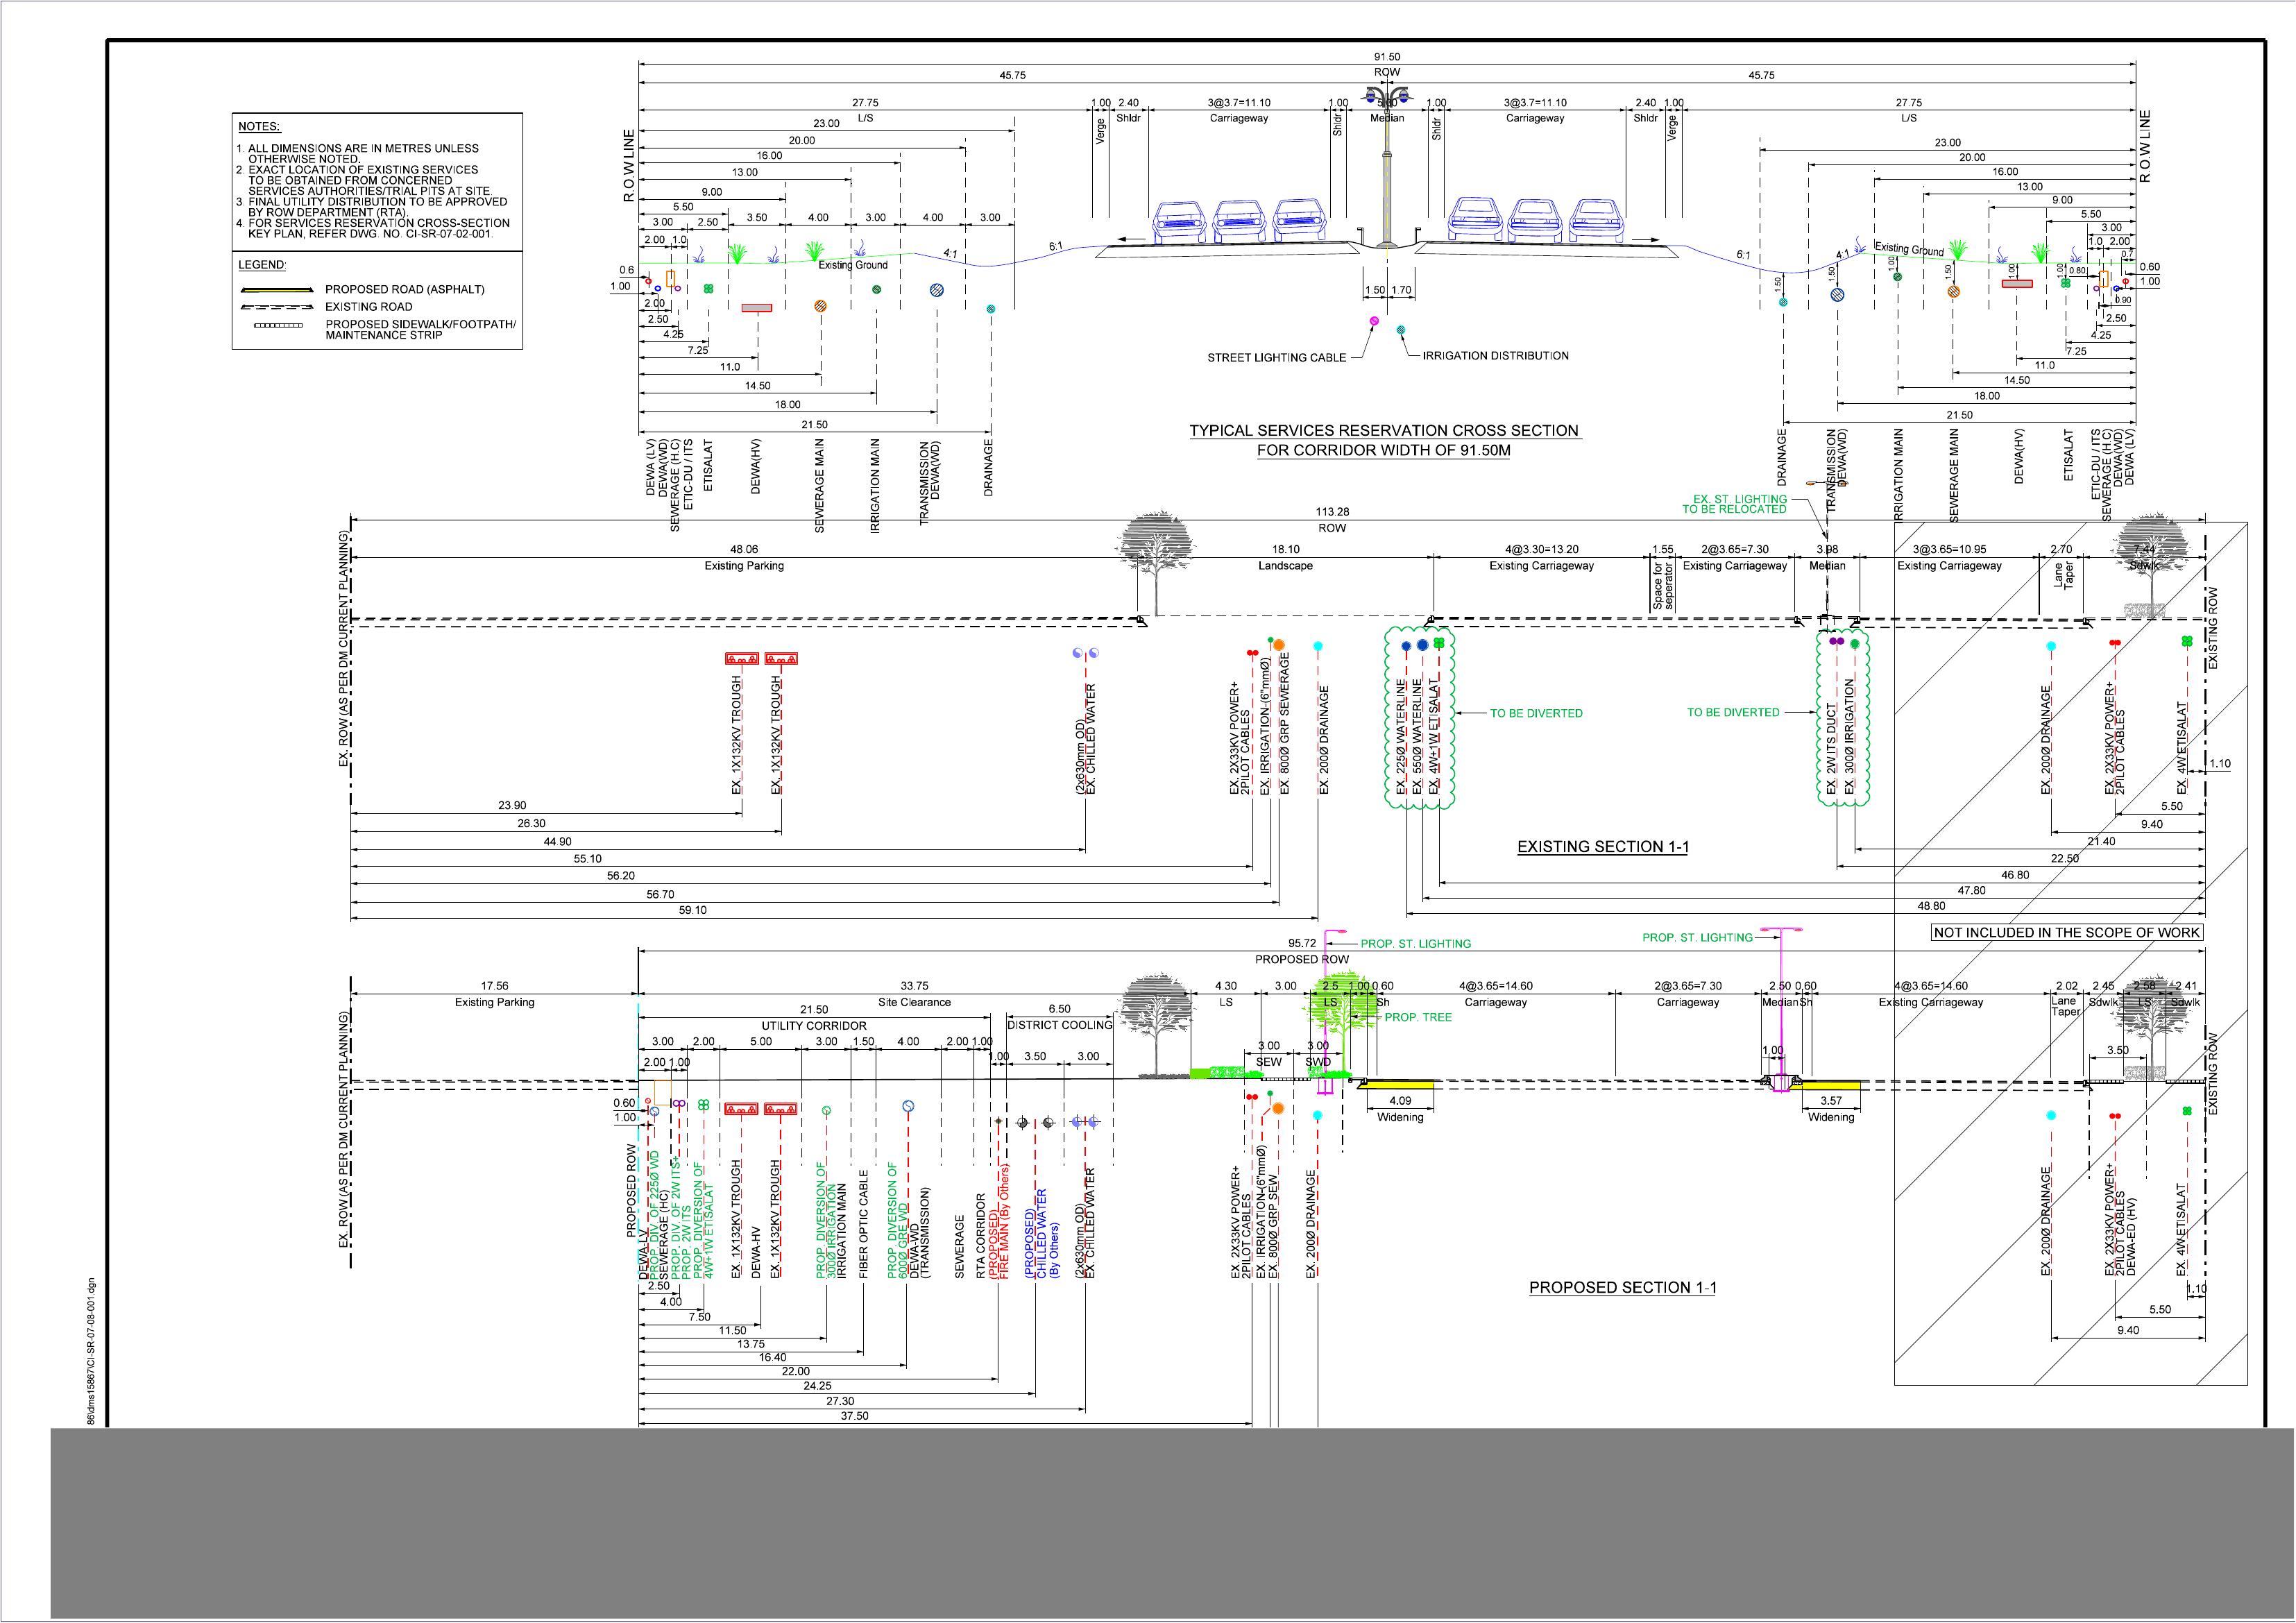 91.50
ROW
45.75
45.75
27.75
L/S
1.00
Verge
2.40
Shldr
3@3.7=11.10
Carriageway
1.00
Shldr
Median
1.00
Shldr
3@3.7=11.10
Carriageway
2.40
Shldr
1.00
Verge
27.75
L/S
R.O.W LINE
R.O.W LINE
23.00
20.00
16.00
13.00
9.00
5.50
3.00
2.50
3.50
4.00
3.00
4.00
3.00
2.00
1.0
Existing Ground
4:1
6:1
0.6
1.00
2.00
2.50
4.25
7.25
11.0
14.50
18.00
21.50
1.50
1.70
STREET LIGHTING CABLE
IRRIGATION DISTRIBUTION
23.00
20.00
16.00
13.00
9.00
5.50
3.00
1.0
2.00
0.7
6:1
4:1
Existing Ground
1.50
1.50
1.00
1.50
1.00
1.00
0.80
0.60
1.00
0.90
2.50
4.25
7.25
11.0
14.50
18.00
21.50
NOTES:
1. ALL DIMENSIONS ARE IN METRES UNLESS
OTHERWISE NOTED.
2. EXACT LOCATION OF EXISTING SERVICES
TO BE OBTAINED FROM CONCERNED
SERVICES AUTHORITIES/TRIAL PITS AT SITE.
3. FINAL UTILITY DISTRIBUTION TO BE APPROVED
BY ROW DEPARTMENT (RTA).
4. FOR SERVICES RESERVATION CROSS-SECTION
KEY PLAN, REFER DWG. NO. CI-SR-07-02-001.
LEGEND:
PROPOSED ROAD (ASPHALT)
EXISTING ROAD
PROPOSED SIDEWALK/FOOTPATH/
MAINTENANCE STRIP
DEWA (LV)
DEWA(WD)
SEWERAGE (H.C)
ETIC-DU / ITS
ETISALAT
DEWA(HV)
SEWERAGE MAIN
IRRIGATION MAIN
TRANSMISSION
DEWA(WD)
DRAINAGE
TYPICAL SERVICES RESERVATION CROSS SECTION
FOR CORRIDOR WIDTH OF 91.50M
DRAINAGE
TRANSMISSION
DEWA(WD)
IRRIGATION MAIN
SEWERAGE MAIN
DEWA(HV)
ETISALAT
ETIC-DU / ITS
SEWERAGE (H.C)
DEWA(WD)
DEWA (LV)
EX. ST. LIGHTING
TO BE RELOCATED
113.28
ROW
48.06
Existing Parking
18.10
Landscape
4@3.30=13.20
Existing Carriageway
1.55
Space for
seperator
2@3.65=7.30
Existing Carriageway
3.98
Median
3@3.65=10.95
Existing Carriageway
2.70
Lane
Taper
7.44
Sdwlk
EX. ROW (AS PER DM CURRENT PLANNING)
EXISTING ROW
EX. 1X132KV TROUGH
EX. 1X132KV TROUGH
(2x630mm OD)
EX. CHILLED WATER
EX. 2X33KV POWER+
2PILOT CABLES
EX. IRRIGATION-(6"mmØ)
EX. 800Ø GRP SEWERAGE
EX. 200Ø DRAINAGE
EX. 225Ø WATERLINE
EX. 550Ø WATERLINE
EX. 4W+1W ETISALAT
TO BE DIVERTED
TO BE DIVERTED
EX. 2W ITS DUCT
EX. 300Ø IRRIGATION
EX. 200Ø DRAINAGE
EX. 2X33KV POWER+
2PILOT CABLES
EX. 4W ETISALAT
1.10
23.90
26.30
44.90
55.10
56.20
56.70
59.10
5.50
9.40
21.40
22.50
46.80
47.80
48.80
EXISTING SECTION 1-1
NOT INCLUDED IN THE SCOPE OF WORK
95.72
PROPOSED ROW
PROP. ST. LIGHTING
PROP. ST. LIGHTING
17.56
Existing Parking
33.75
Site Clearance
4.30
LS
3.00
2.5
LS
1.00
0.60
Sh
4@3.65=14.60
Carriageway
2@3.65=7.30
Carriageway
2.50
Median
0.60
Sh
4@3.65=14.60
Existing Carriageway
2.02
Lane
Taper
2.45
Sdwlk
2.58
LS
2.41
Sdwlk
PROP. TREE
21.50
UTILITY CORRIDOR
6.50
DISTRICT COOLING
3.00
2.00
5.00
3.00
1.50
4.00
2.00
1.00
2.00
1.00
1.00
3.50
3.00
3.00
SEW
3.00
SWD
1.00
3.50
0.60
1.00
4.09
Widening
3.57
Widening
EX. ROW (AS PER DM CURRENT PLANNING)
EXISTING ROW
PROPOSED ROW
DEWA-LV
PROP. DIV. OF 225Ø WD
SEWERAGE (HC)
PROP. DIV. OF 2W ITS+
PROP. 2W ITS
PROP. DIVERSION OF
4W+1W ETISALAT
EX. 1X132KV TROUGH
DEWA-HV
EX. 1X132KV TROUGH
PROP. DIVERSION OF
300Ø IRRIGATION
IRRIGATION MAIN
FIBER OPTIC CABLE
PROP. DIVERSION OF
600Ø GRE WD
DEWA-WD
(TRANSMISSION)
SEWERAGE
RTA CORRIDOR
(PROPOSED)
FIRE MAIN (By Others)
(PROPOSED)
CHILLED WATER
(By Others)
(2x630mm OD)
EX. CHILLED WATER
EX. 2X33KV POWER+
2PILOT CABLES
EX. IRRIGATION-(6"mmØ)
EX. 800Ø GRP SEW
EX. 200Ø DRAINAGE
EX. 200Ø DRAINAGE
EX. 2X33KV POWER+
2PILOT CABLES
DEWA-ED (HV)
EX. 4W ETISALAT
PROPOSED SECTION 1-1
2.50
4.00
7.50
11.50
13.75
16.40
22.00
24.25
27.30
37.50
1.10
5.50
9.40
86\dms15867\CI-SR-07-08-001.dgn